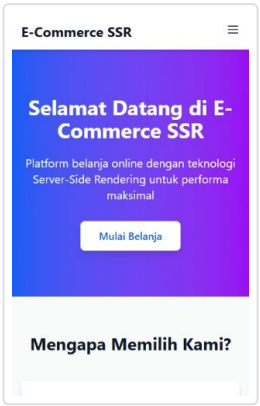 E-Commerce SSR
Selamat Datang di E-
Commerce SSR
Platform belanja online dengan teknologi
Server-Side Rendering untuk performa
maksimal
Mulai Belanja
Mengapa Memilih Kami?